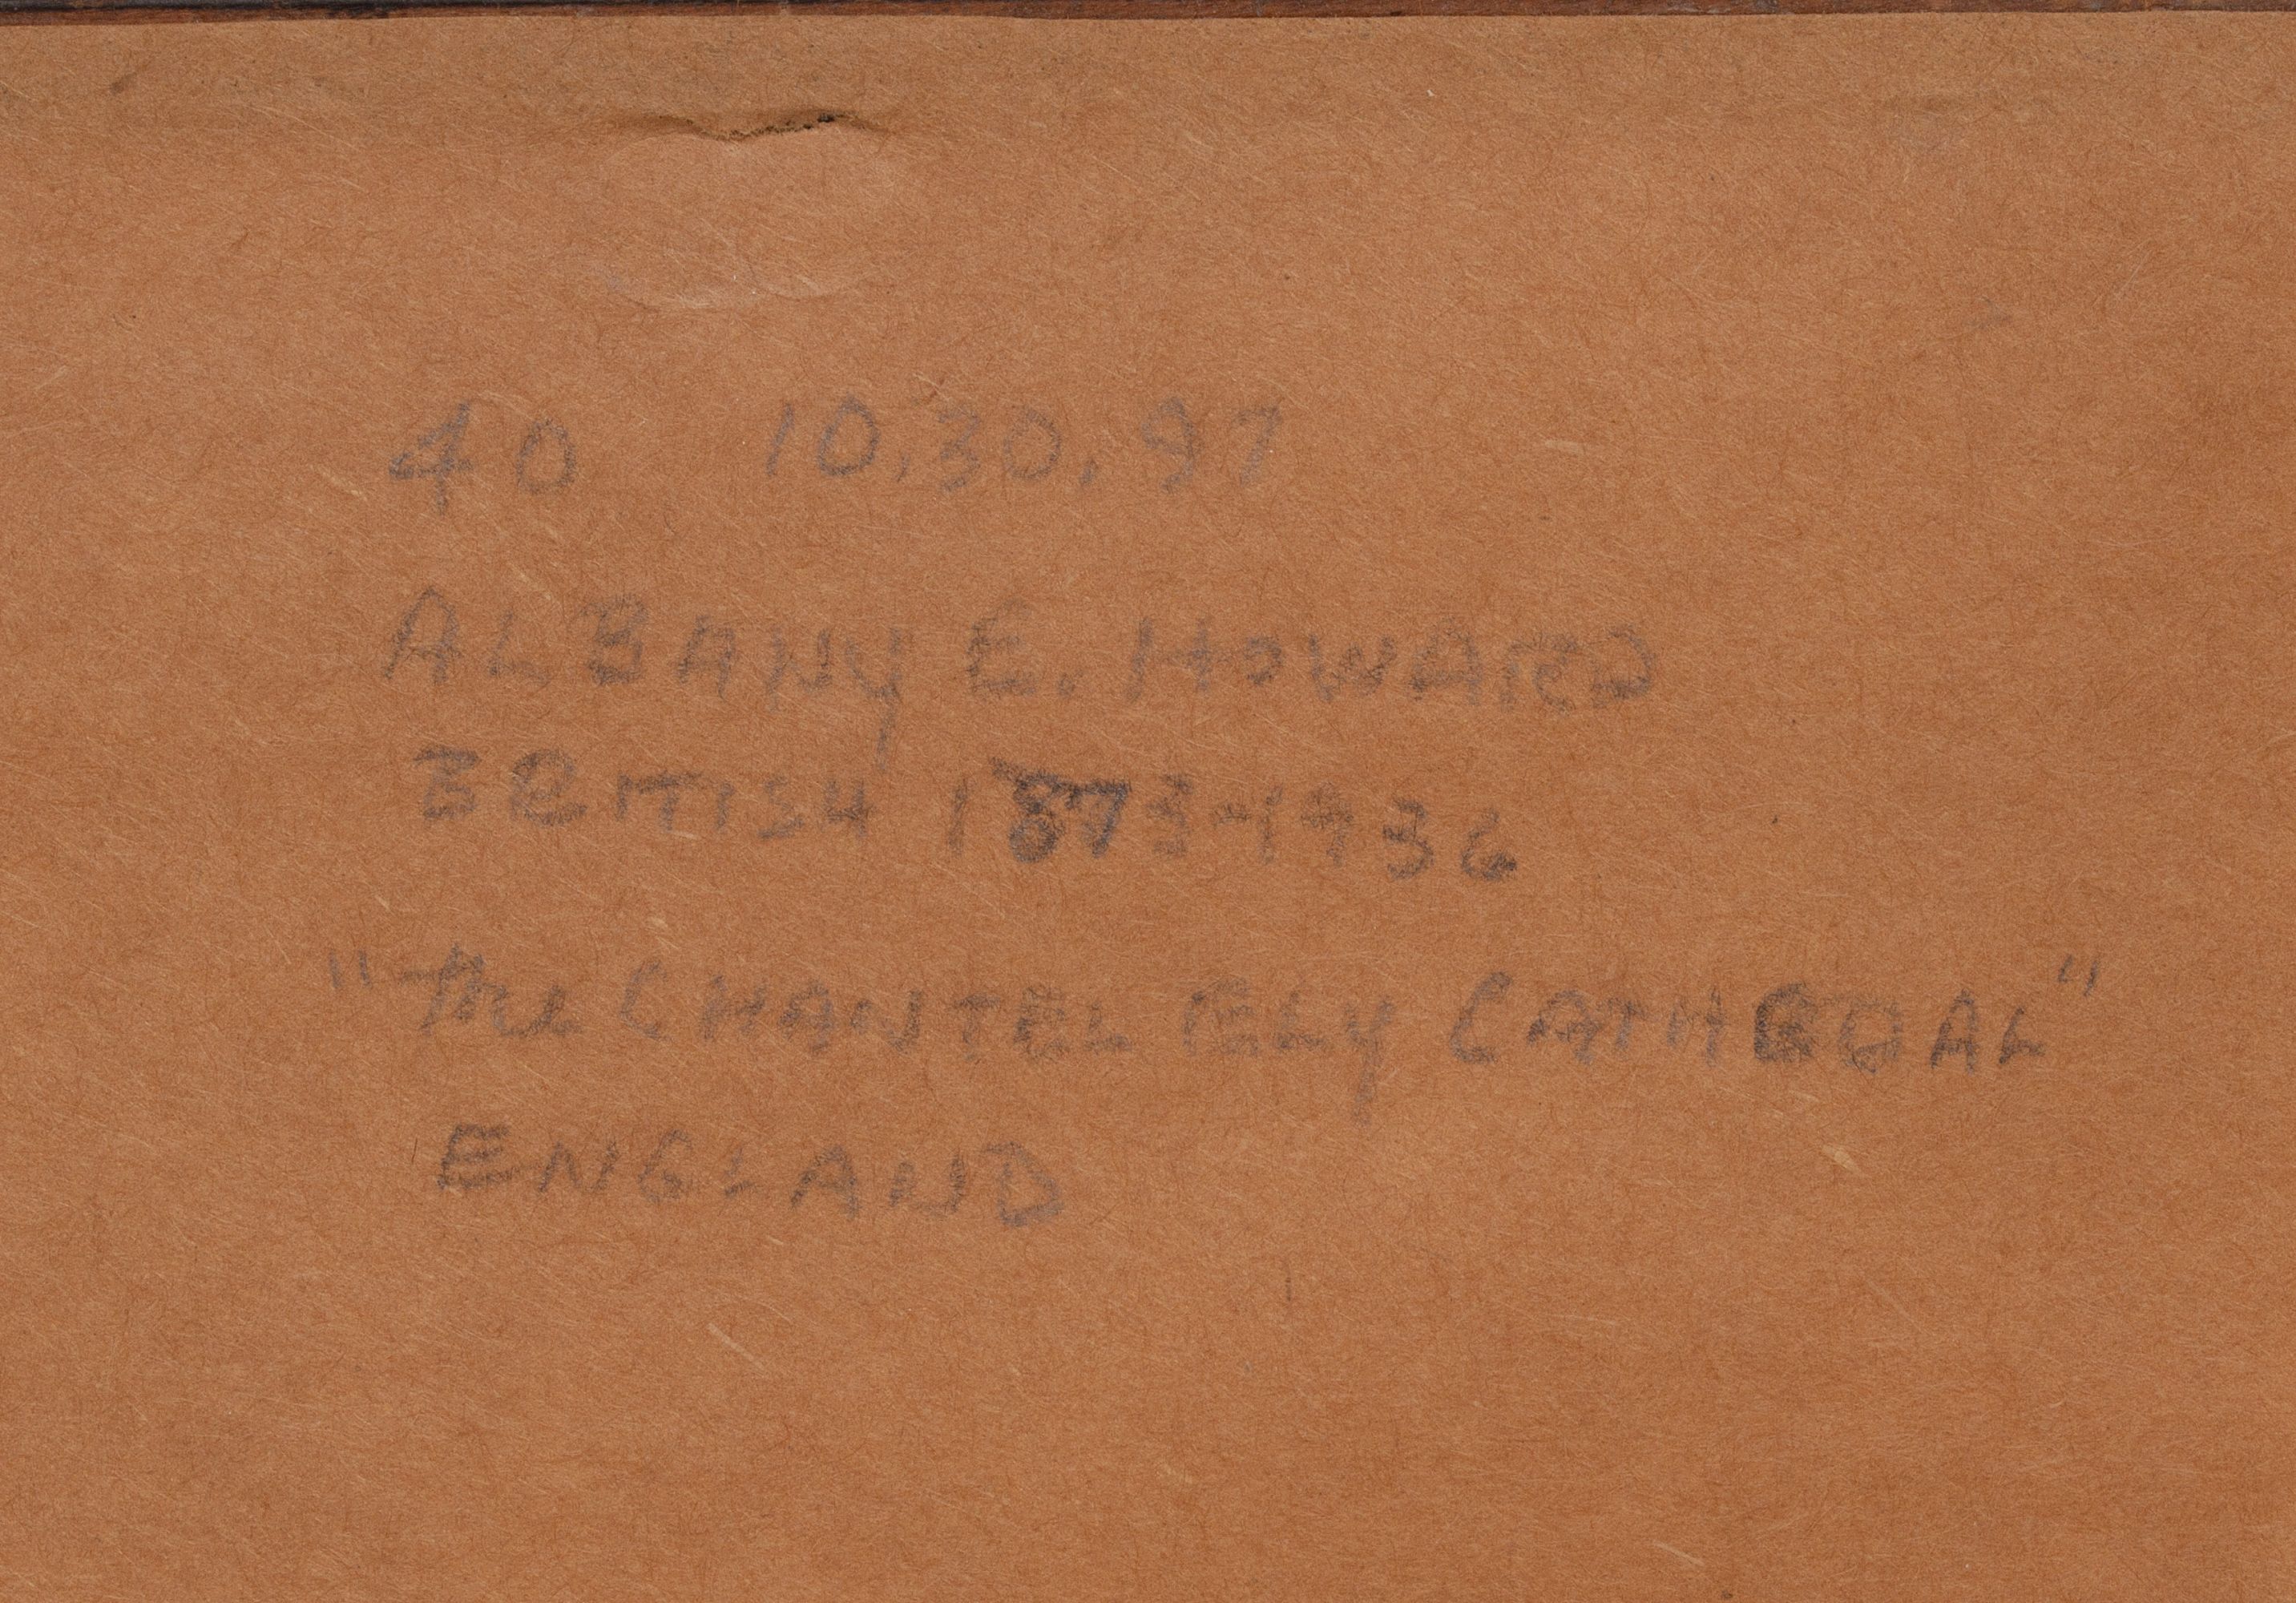 40 10,30,97
ALBANY E. HOWARD
BRITISH 1873-1936
"The CHANTEL ELY CATHEDAL"
ENGLAND